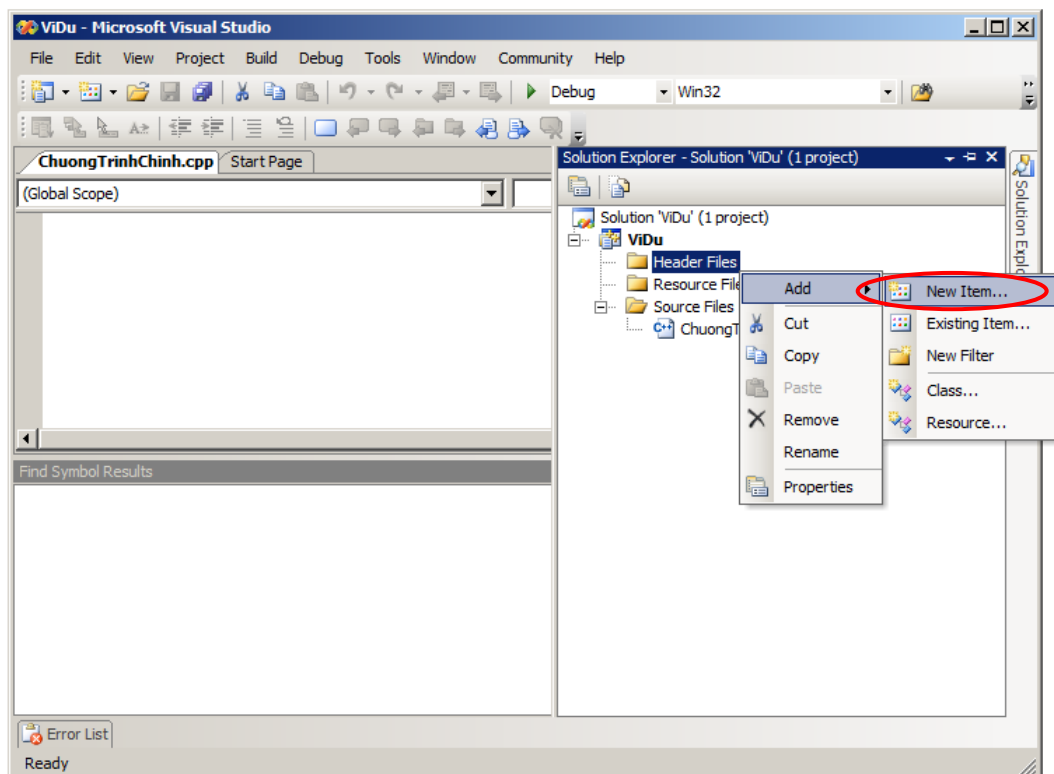 ViDu - Microsoft Visual Studio
File Edit View Project Build Debug Tools Window Community Help
Debug Win32
ChuongTrinhChinh.cpp Start Page
(Global Scope)
Solution Explorer - Solution 'ViDu' (1 project)
Solution 'ViDu' (1 project)
ViDu
Header Files
Resource File
Source Files
ChuongT
Add
Cut
Copy
Paste
Remove
Rename
Properties
New Item...
Existing Item...
New Filter
Class...
Resource...
Solution Explo
Find Symbol Results
Error List
Ready